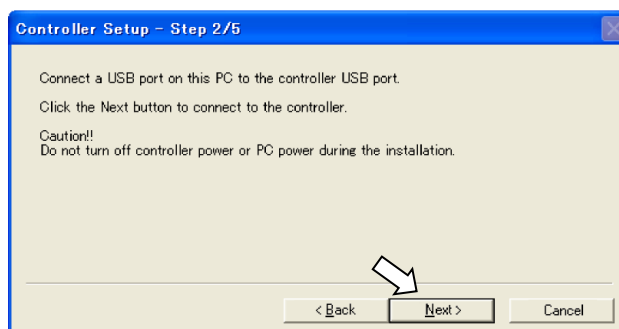 Controller Setup - Step 2/5
Connect a USB port on this PC to the controller USB port.
Click the Next button to connect to the controller.
Caution!!
Do not turn off controller power or PC power during the installation.
< Back
Next >
Cancel